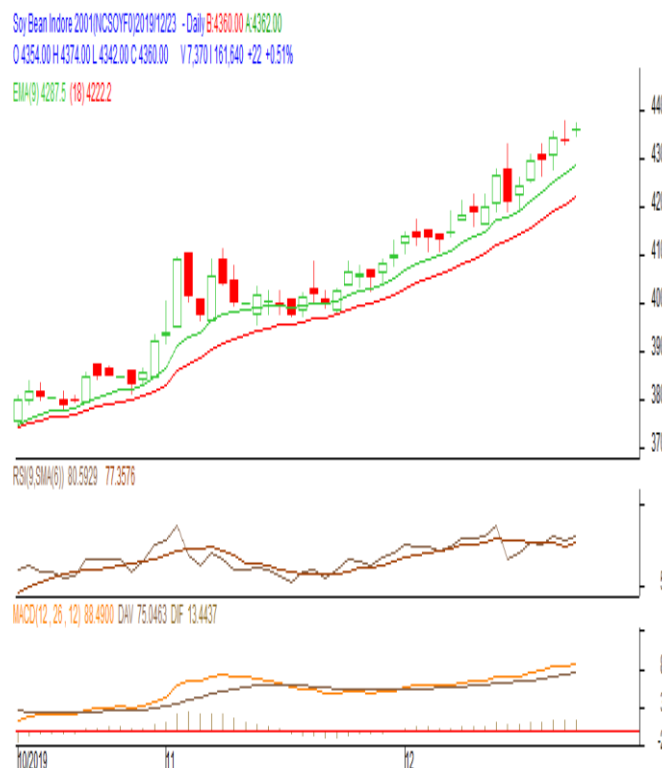 Soy Bean Indore 2001(NCSOYF0)2019/12/23 - Daily B:4360.00 A:4362.00
O 4354.00 H 4374.00 L 4342.00 C 4360.00 V 7,370 I 161,640 +22 +0.51%
EMA(9) 4287.5 (18) 4222.2
RSI(9,SMA(6)) 80.5929 77.3576
MACD(12 , 26 , 12) 88.4900 DAV 75.0463 DIF 13.4437
10/2019 11 12